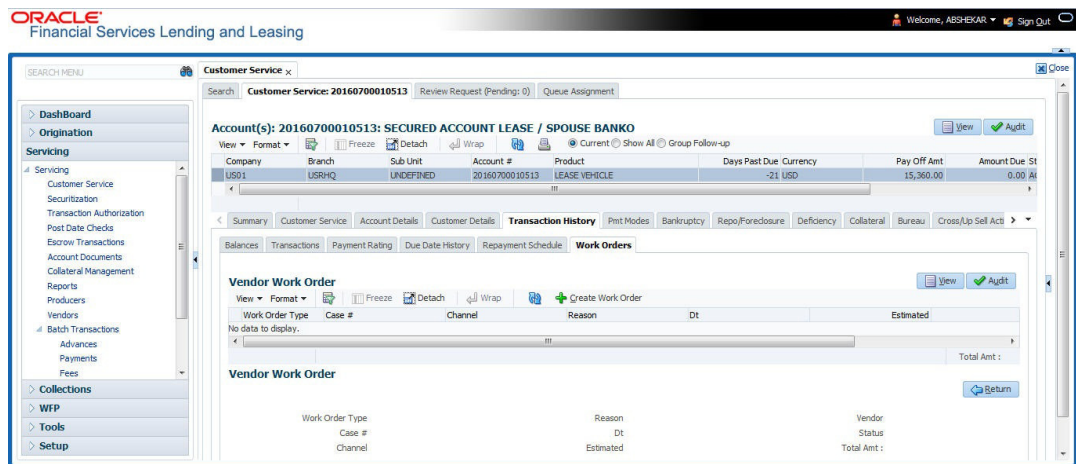 ORACLE
Financial Services Lending and Leasing
Welcome, ABSHEKAR Sign Out
Close
SEARCH MENU
DashBoard
Origination
Servicing
Servicing
Customer Service
Securitization
Transaction Authorization
Post Date Checks
Escrow Transactions
Account Documents
Collateral Management
Reports
Producers
Vendors
Batch Transactions
Advances
Payments
Fees
Collections
WFP
Tools
Setup
Customer Service x
Search Customer Service: 20160700010513 Review Request (Pending: 0) Queue Assignment
Account(s): 20160700010513: SECURED ACCOUNT LEASE / SPOUSE BANKO
View Audit
View Format Freeze Detach Wrap Current Show All Group Follow-up
Company Branch Sub Unit Account # Product Days Past Due Currency Pay Off Amt Amount Due St
US01 USRHQ UNDEFINED 20160700010513 LEASE VEHICLE -21 USD 15,360.00 0.00
Summary Customer Service Account Details Customer Details Transaction History Pmt Modes Bankruptcy Repo/Foreclosure Deficiency Collateral Bureau Cross/Up Sell Acti
Balances Transactions Payment Rating Due Date History Repayment Schedule Work Orders
Vendor Work Order
View Audit
View Format Freeze Detach Wrap Create Work Order
Work Order Type Case # Channel Reason Dt Estimated
No data to display.
Total Amt :
Vendor Work Order
Return
Work Order Type Reason Vendor
Case # Dt Status
Channel Estimated Total Amt :